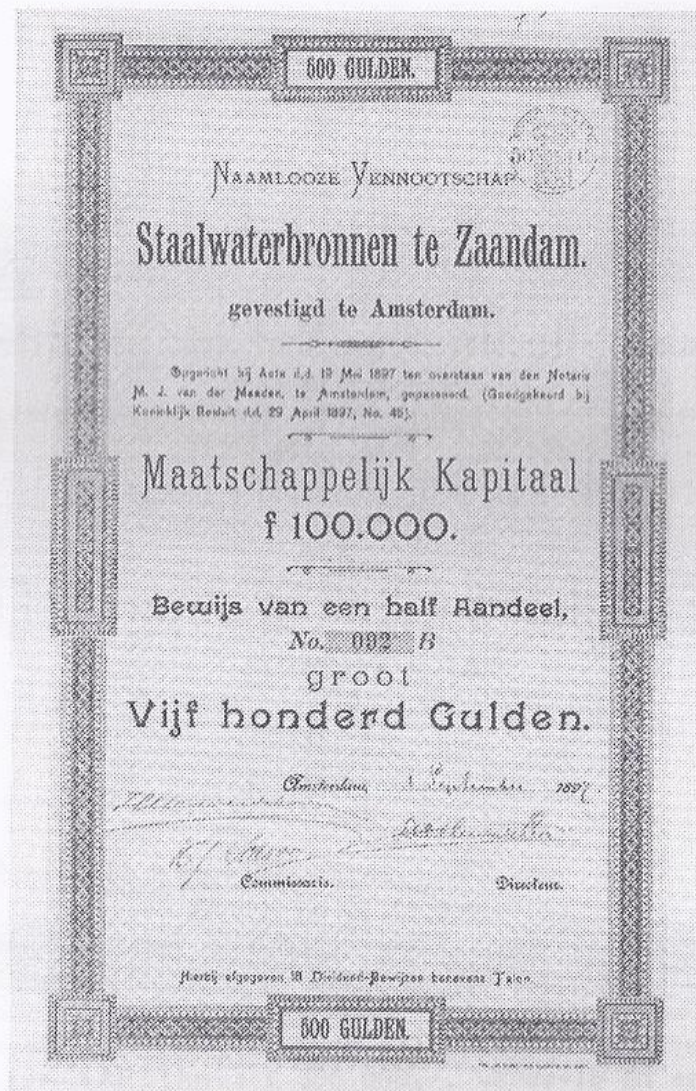 500 GULDEN.
NAAMLOOZE VENNOOTSCHAP
Staalwaterbronnen te Zaandam.
gevestigd te Amsterdam.
Opgericht bij Acte d.d. 19 Mei 1897 ten overstaan van den Notaris
M. J. van der Meaden, te Amsterdam, gepasseerd. (Goedgekeurd bij
Koninklijk Besluit d.d. 29 April 1897, No. 45).
Maatschappelijk Kapitaal
f 100.000.
Bewijs van een half Aandeel,
No. 092 B
groot
Vijf honderd Gulden.
Amsterdam, September 1897
Commissaris. Directeur.
Hierbij afgegeven 18 Dividend-Bewijzen benevens Talon
500 GULDEN.